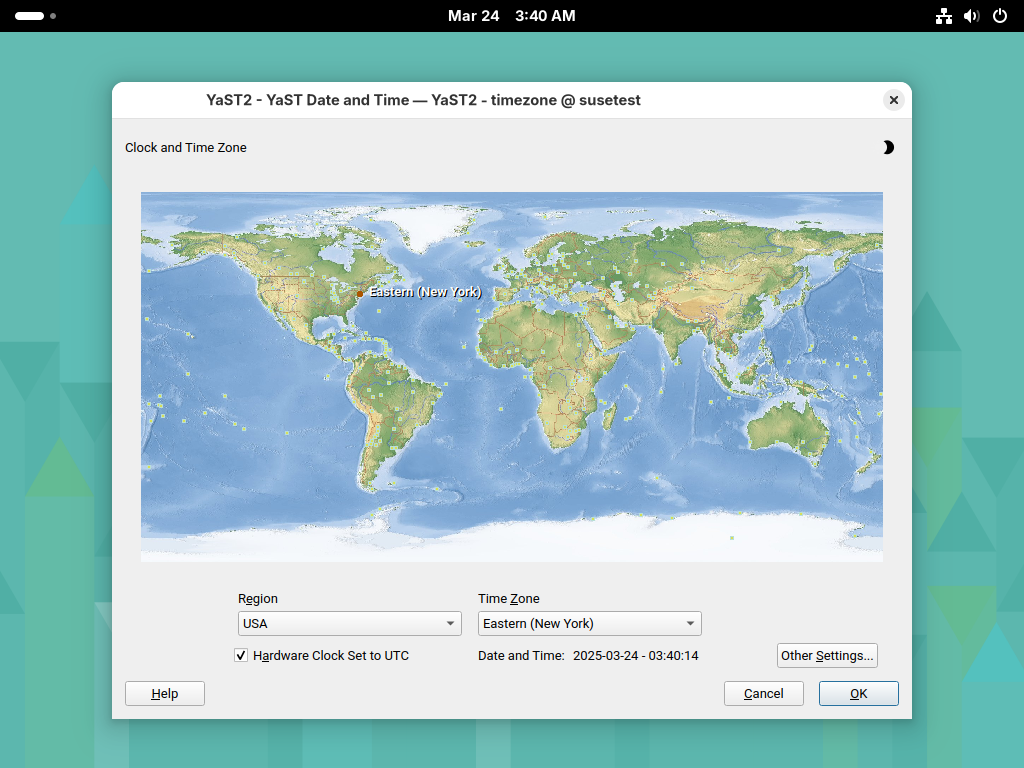 Mar 24 3:40 AM
YaST2 - YaST Date and Time — YaST2 - timezone @ susetest
Clock and Time Zone
Eastern (New York)
Region
Time Zone
USA
Eastern (New York)
Hardware Clock Set to UTC
Date and Time: 2025-03-24 - 03:40:14
Other Settings...
Help
Cancel
OK